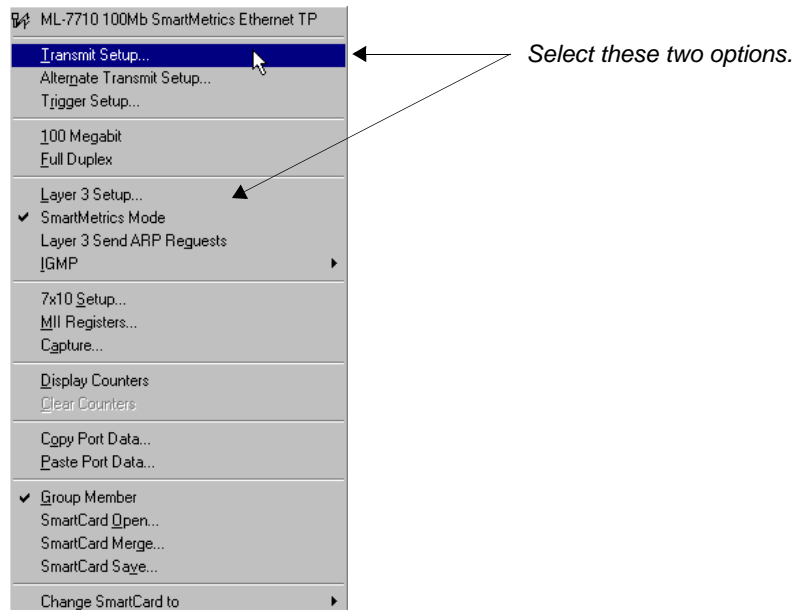 ML-7710 100Mb SmartMetrics Ethernet TP
Transmit Setup...
Select these two options.
Alternate Transmit Setup...
Trigger Setup...
100 Megabit
Full Duplex
Layer 3 Setup...
SmartMetrics Mode
Layer 3 Send ARP Requests
IGMP
7x10 Setup...
MII Registers...
Capture...
Display Counters
Clear Counters
Copy Port Data...
Paste Port Data...
Group Member
SmartCard Open...
SmartCard Merge...
SmartCard Save...
Change SmartCard to